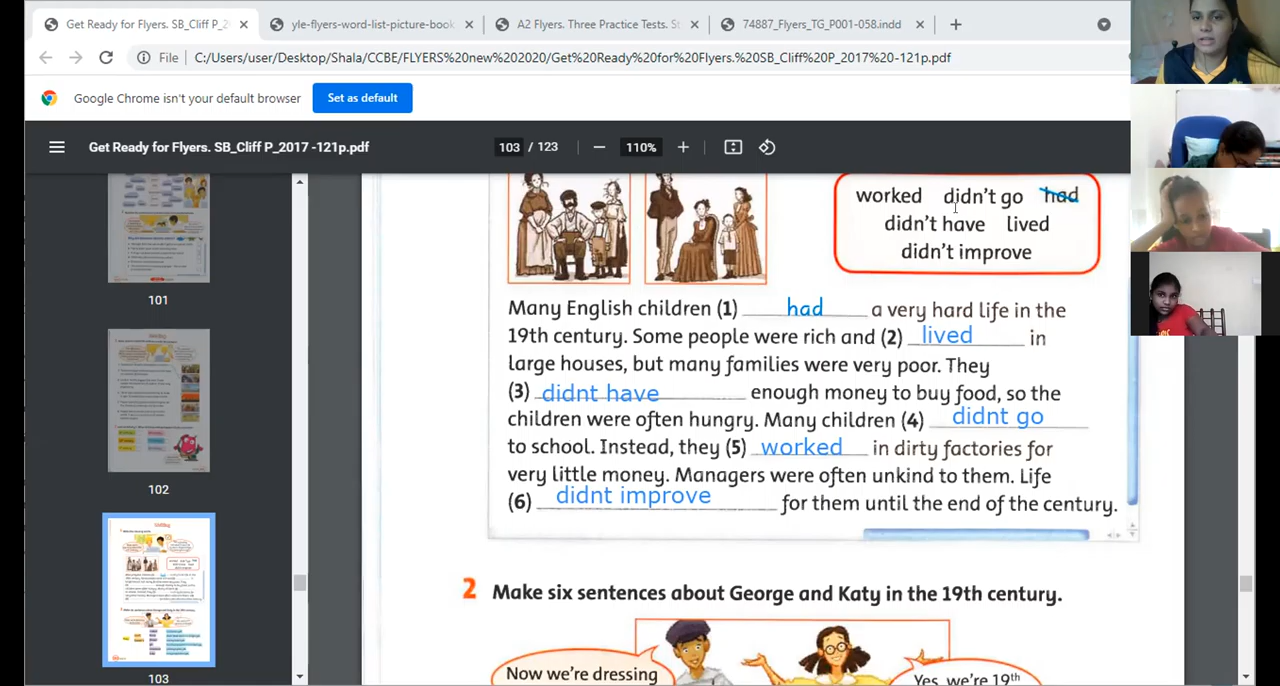 Get Ready for Flyers. SB_Cliff P_2
yle-flyers-word-list-picture-book
A2 Flyers. Three Practice Tests. S
74887_Flyers_TG_P001-058.indd
File
C:/Users/user/Desktop/Shala/CCBE/FLYERS%20new%202020/Get%20Ready%20for%20Flyers.%20SB_Cliff%20P_2017%20-121p.pdf
Google Chrome isn't your default browser
Set as default
Get Ready for Flyers. SB_Cliff P_2017 -121p.pdf
103 / 123
110%
101
102
103
worked didn't go had
didn't have lived
didn't improve
Many English children (1) had a very hard life in the
19th century. Some people were rich and (2) lived in
large houses, but many families were very poor. They
(3) didnt have enough money to buy food, so the
children were often hungry. Many children (4) didnt go
to school. Instead, they (5) worked in dirty factories for
very little money. Managers were often unkind to them. Life
(6) didnt improve for them until the end of the century.
2 Make six sentences about George and Katy in the 19th century.
Now we're dressing
Yes, we're 19th